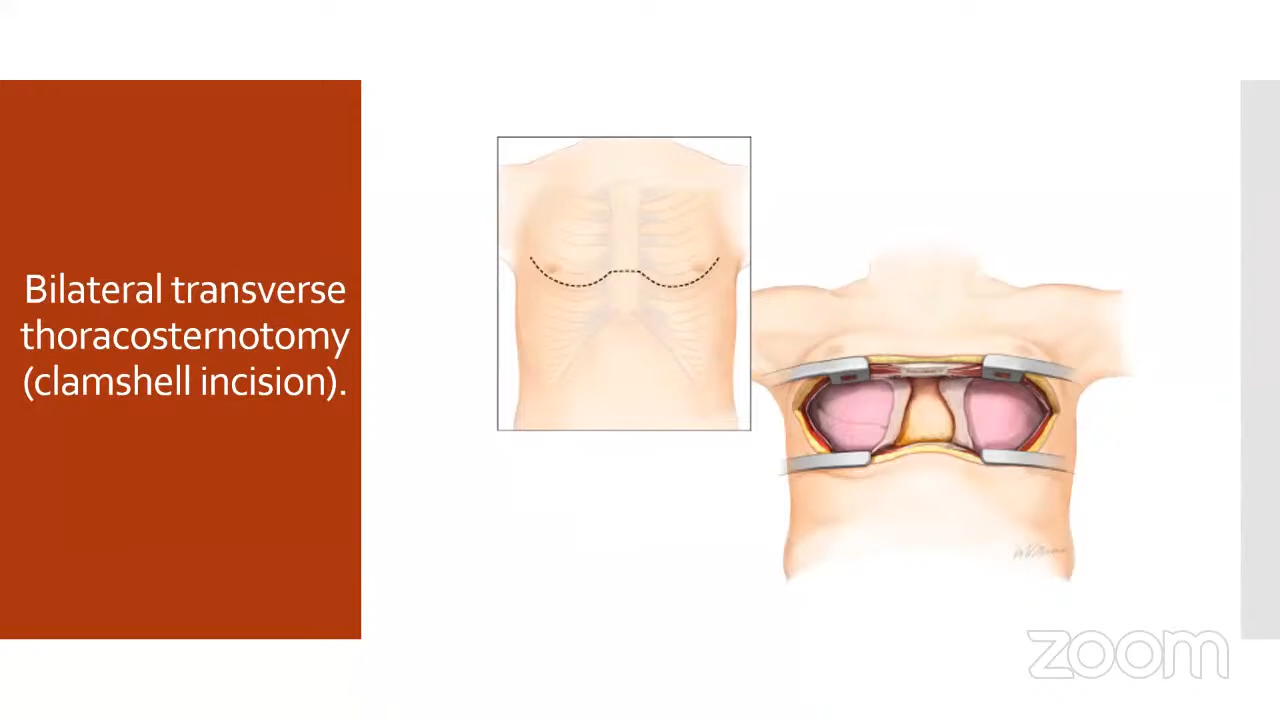 Bilateral transverse
thoracosternotomy
(clamshell incision).
zoom